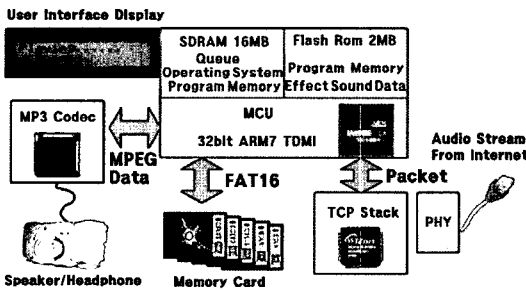 User Interface Display
SDRAM 16MB
Queue
Operating System
Program Memory
Flash Rom 2MB
Program Memory
Effect Sound Data
MCU
32bit ARM7 TDMI
MP3 Codec
MPEG
Data
FAT16
Packet
Audio Stream
From Internet
TCP Stack
PHY
Speaker/Headphone
Memory Card